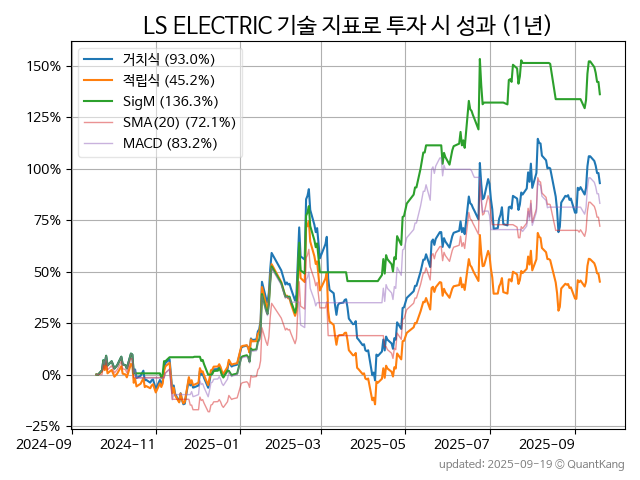 LS ELECTRIC 기술 지표로 투자 시 성과 (1년)
거치식 (93.0%)
적립식 (45.2%)
SigM (136.3%)
SMA(20) (72.1%)
MACD (83.2%)
150%
125%
100%
75%
50%
25%
0%
−25%
2024-09
2024-11
2025-01
2025-03
2025-05
2025-07
2025-09
updated: 2025-09-19 © QuantKang